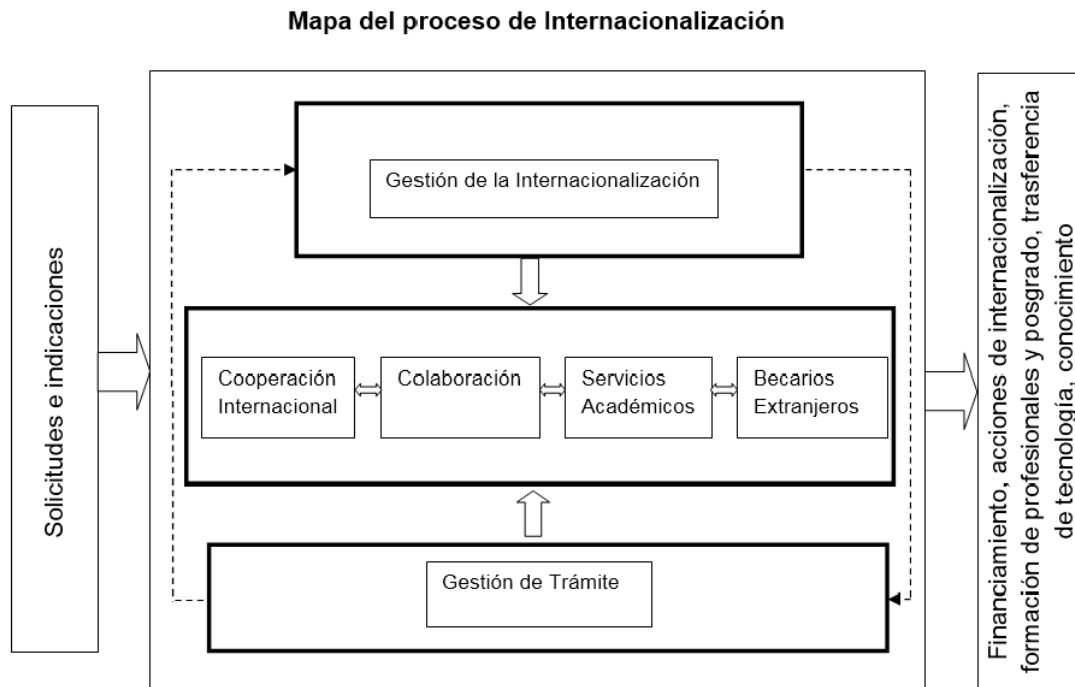 Mapa del proceso de Internacionalización
Solicitudes e indicaciones
Gestión de la Internacionalización
Cooperación
Internacional
Colaboración
Servicios
Académicos
Becarios
Extranjeros
Gestión de Trámite
Financiamiento, acciones de internacionalización,
formación de profesionales y posgrado, trasferencia
de tecnología, conocimiento